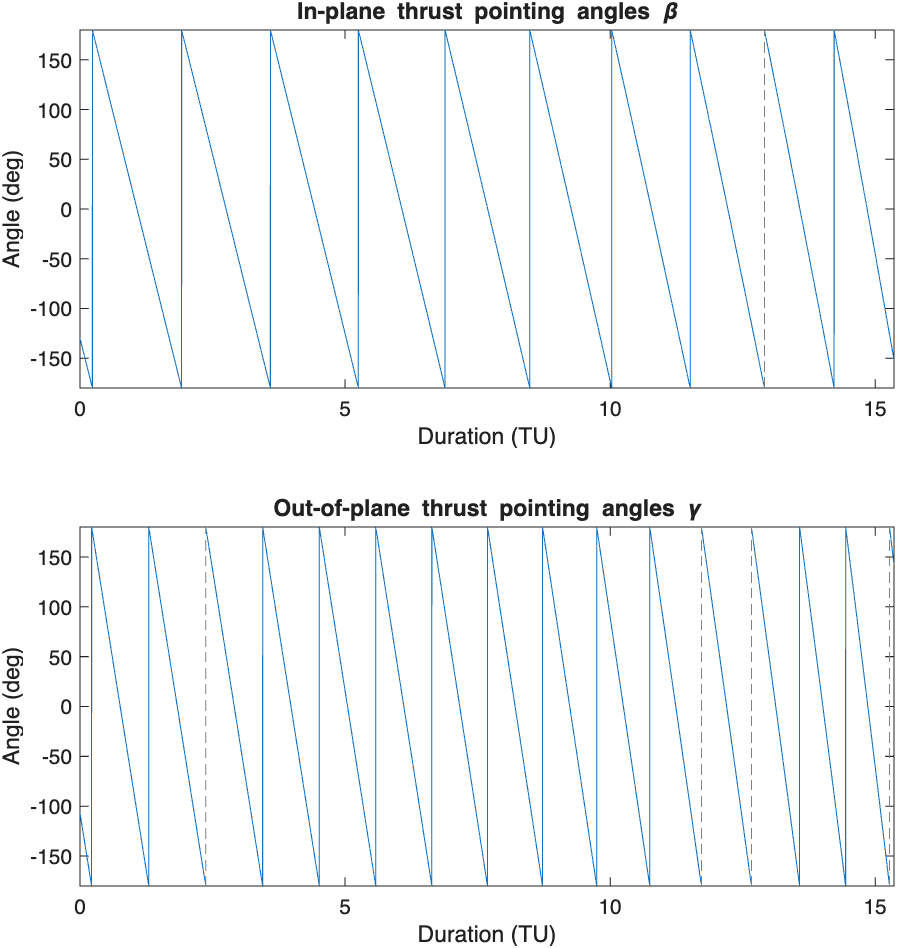 In-plane thrust pointing angles β
150
100
50
0
-50
-100
-150
Angle (deg)
0 5 10 15
Duration (TU)
Out-of-plane thrust pointing angles γ
150
100
50
0
-50
-100
-150
Angle (deg)
0 5 10 15
Duration (TU)